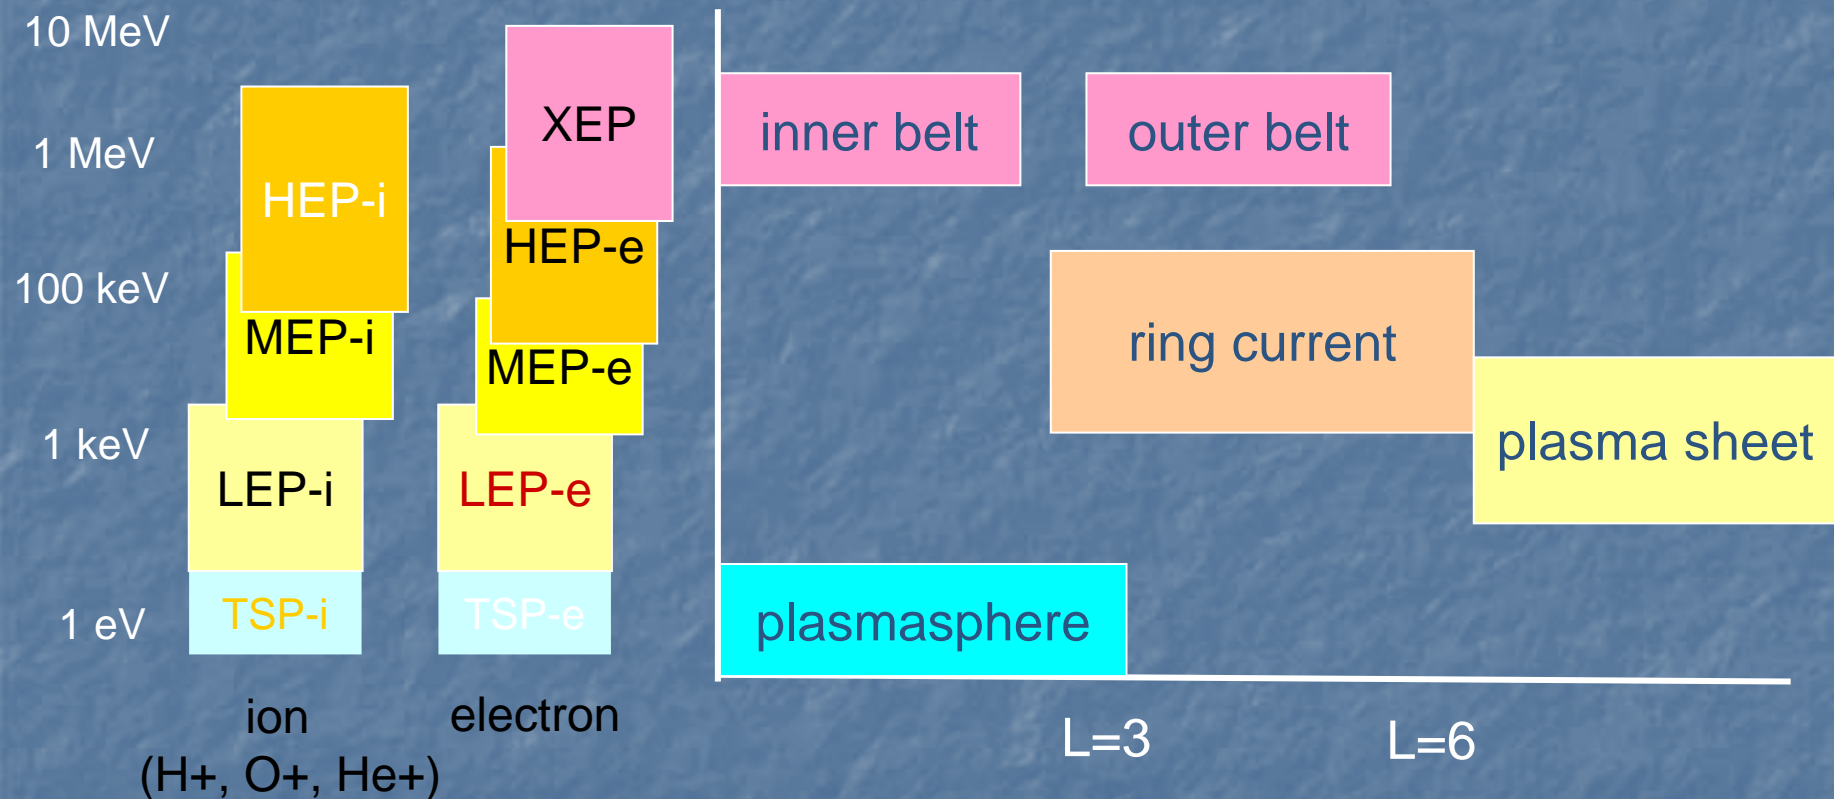 10 MeV
XEP
inner belt
outer belt
1 MeV
HEP-i
HEP-e
100 keV
MEP-i
ring current
MEP-e
1 keV
plasma sheet
LEP-i
LEP-e
1 eV
TSP-i
TSP-e
plasmasphere
ion
(H+, O+, He+)
electron
L=3
L=6